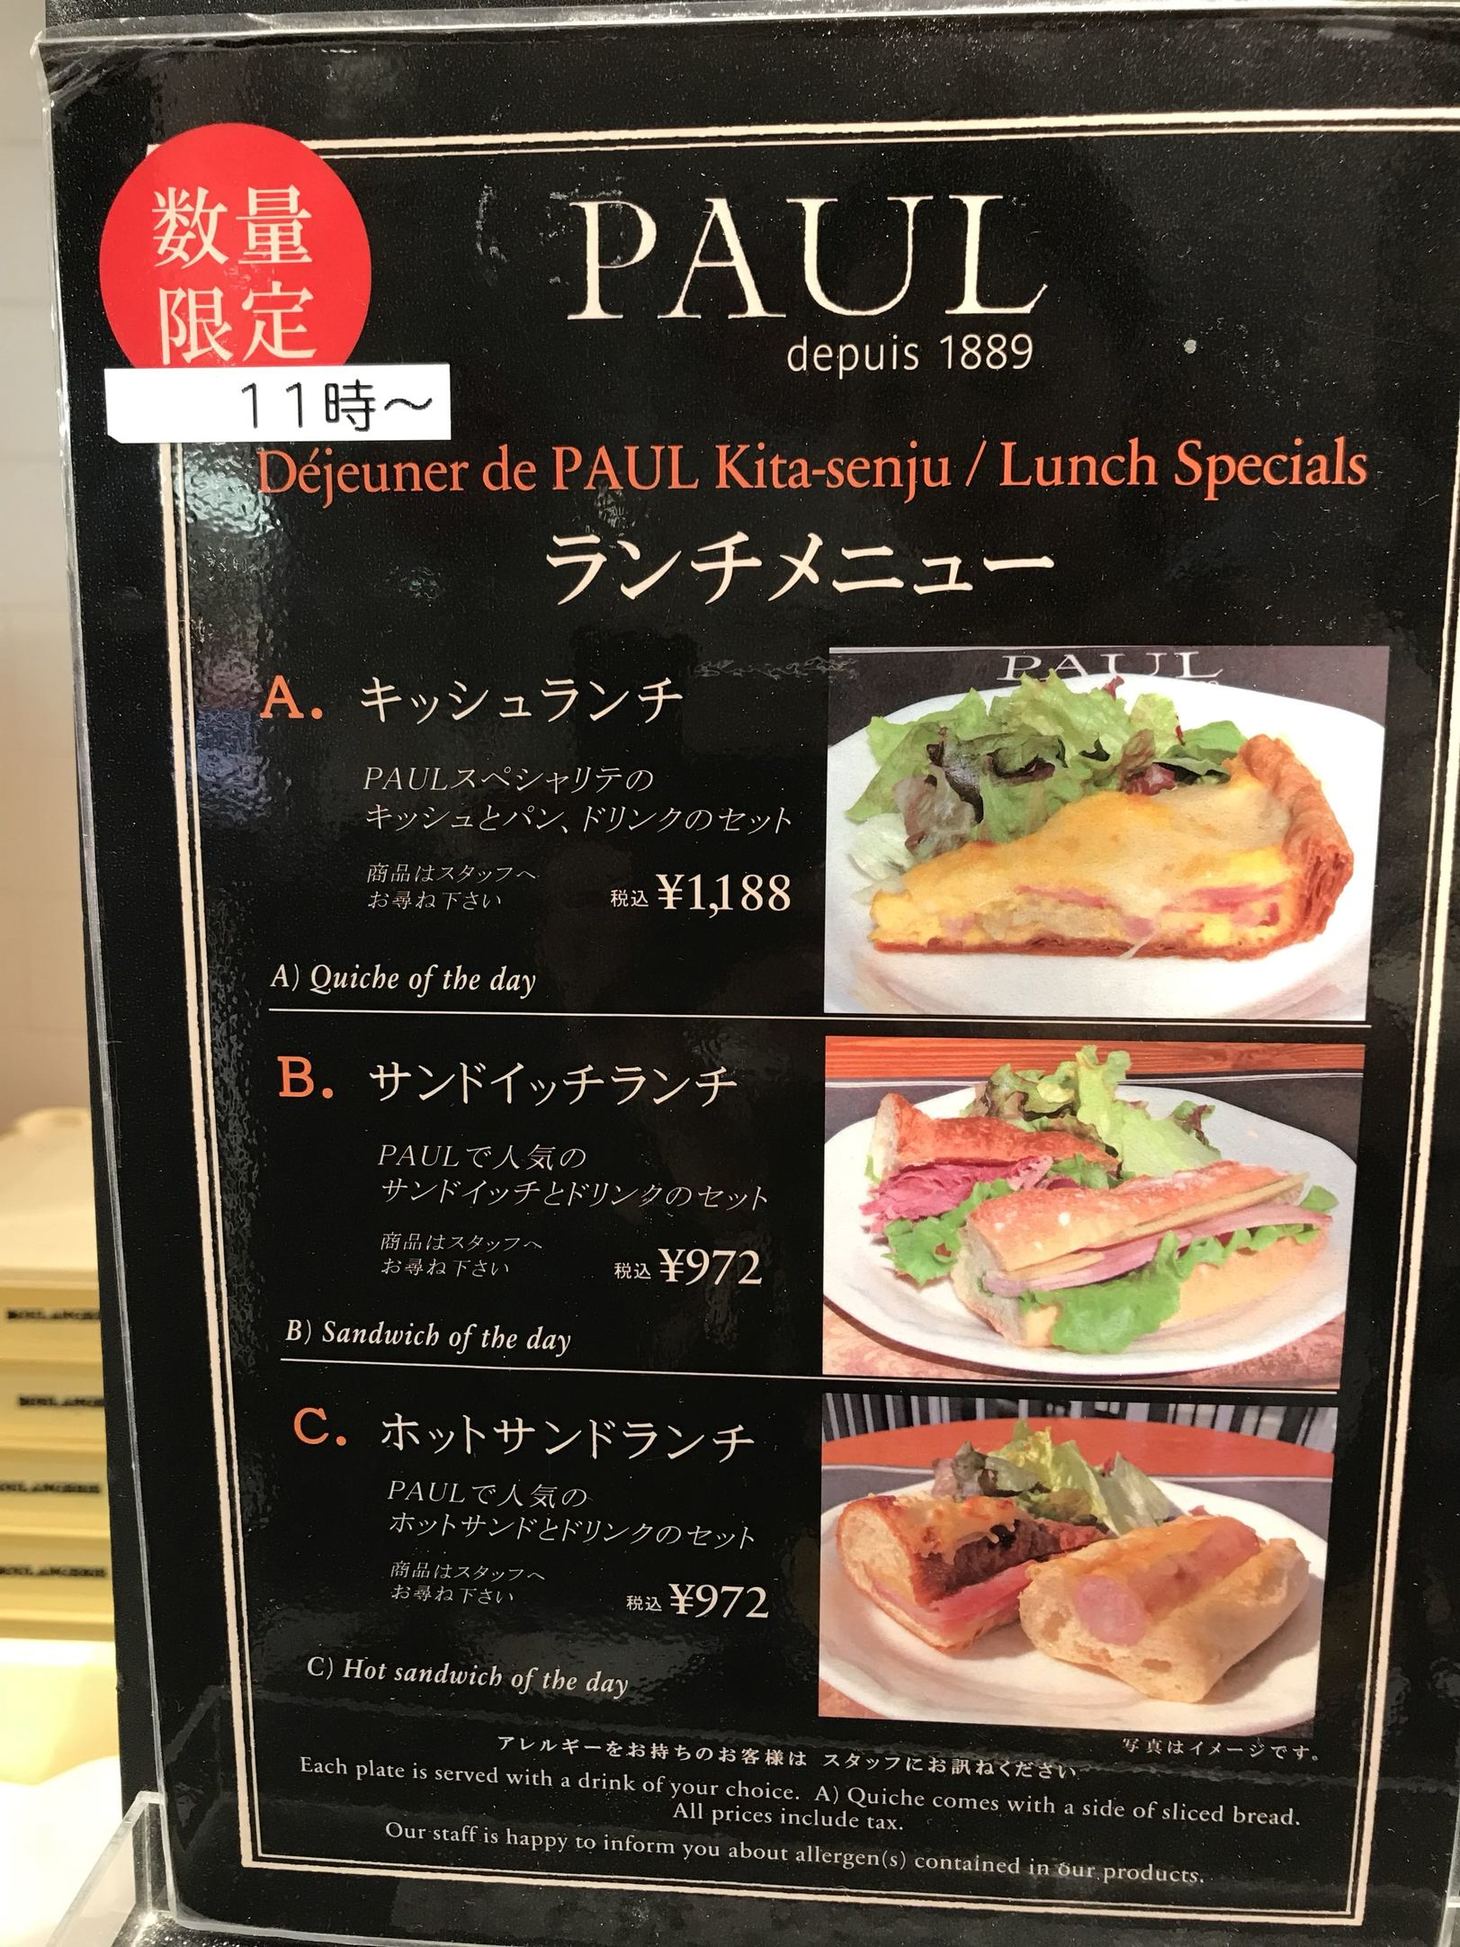 数量
限定
11時～
PAUL
depuis 1889
Déjeuner de PAUL Kita-senju / Lunch Specials
ランチメニュー
PAUL
A. キッシュランチ
PAULスペシャリテの
キッシュとパン、ドリンクのセット
商品はスタッフへ
お尋ね下さい
税込 ¥1,188
A) Quiche of the day
B. サンドイッチランチ
PAULで人気の
サンドイッチとドリンクのセット
商品はスタッフへ
お尋ね下さい
税込 ¥972
B) Sandwich of the day
C. ホットサンドランチ
PAULで人気の
ホットサンドとドリンクのセット
商品はスタッフへ
お尋ね下さい
税込 ¥972
C) Hot sandwich of the day
写真はイメージです。
アレルギーをお持ちのお客様は スタッフにお訊ねください
Each plate is served with a drink of your choice. A) Quiche comes with a side of sliced bread.
All prices include tax.
Our staff is happy to inform you about allergen(s) contained in our products.